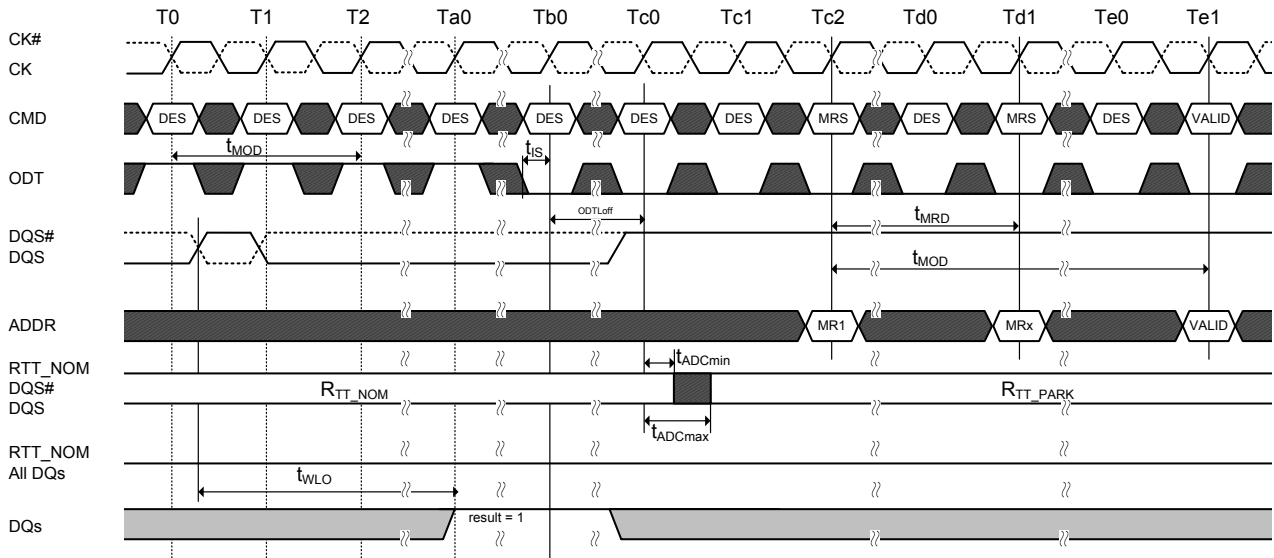 T0 T1 T2 Ta0 Tb0 Tc0 Tc1 Tc2 Td0 Td1 Te0 Te1
CK#
CK
CMD DES DES DES DES DES DES DES MRS DES MRS DES VALID
tMOD tIS
ODT
ODTLoff tMRD
DQS#
DQS
tMOD
ADDR MR1 MRx VALID
tADCmin
RTT_NOM
DQS# RTT_NOM RTT_PARK
DQS
tADCmax
RTT_NOM
All DQs
tWLO
result = 1
DQs